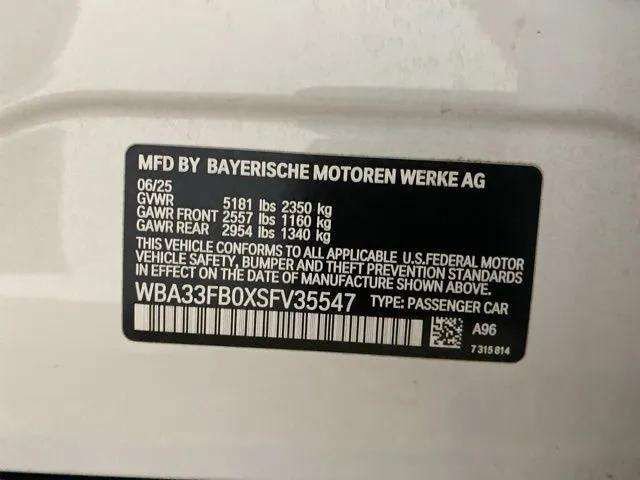 MFD BY BAYERISCHE MOTOREN WERKE AG
06/25
GVWR 5181 lbs 2350 kg
GAWR FRONT 2557 lbs 1160 kg
GAWR REAR 2954 lbs 1340 kg
THIS VEHICLE CONFORMS TO ALL APPLICABLE U.S.FEDERAL MOTOR
VEHICLE SAFETY, BUMPER AND THEFT PREVENTION STANDARDS
IN EFFECT ON THE DATE OF MANUFACTURE SHOWN ABOVE.
WBA33FB0XSFV35547 TYPE: PASSENGER CAR
A96
7 315 814